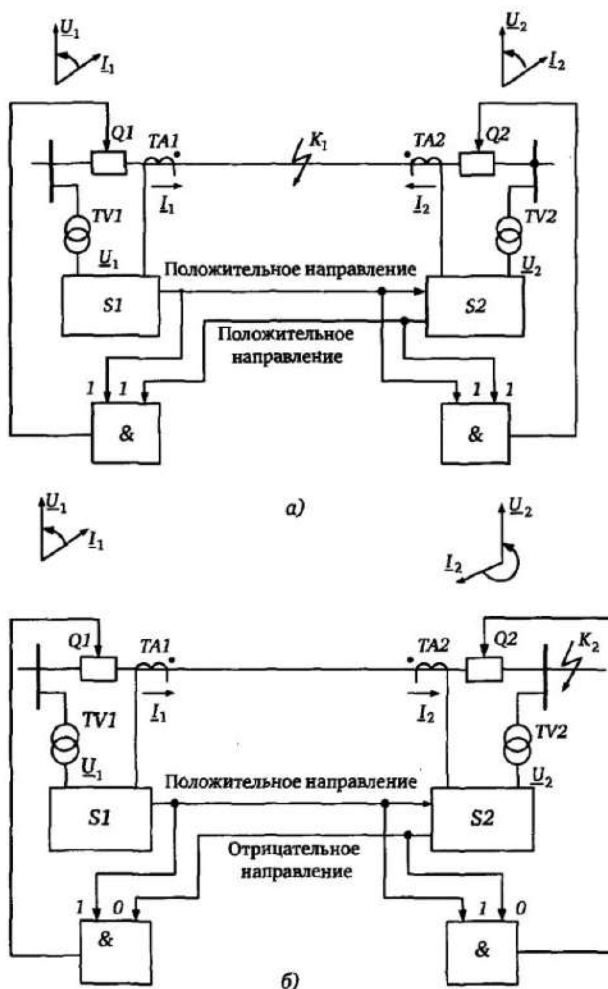 U₁
I₁
U₂
I₂
Q1
TA1
K₁
TA2
Q2
I₁
I₂
TV1
TV2
U₁
Положительное направление
U₂
S1
S2
Положительное
направление
1 1
1 1
&
&
а)
U₁
I₁
U₂
I₂
Q1
TA1
TA2
Q2
K₂
I₁
I₂
TV1
TV2
U₁
Положительное направление
U₂
S1
S2
Отрицательное
направление
1 0
1 0
&
&
б)